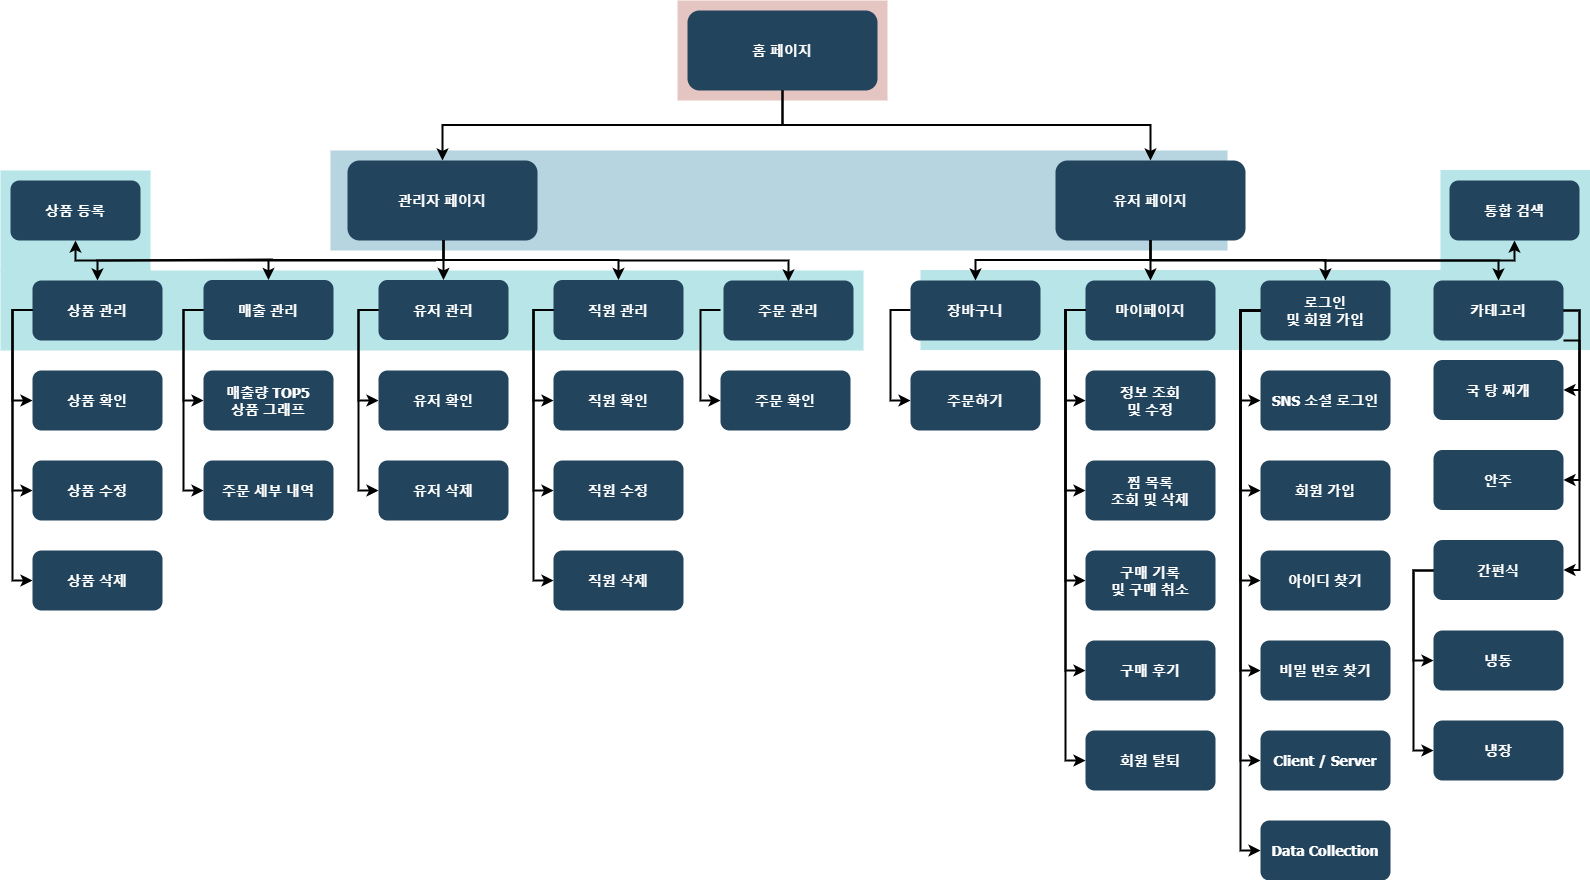 홈 페이지
관리자 페이지
유저 페이지
상품 등록
통합 검색
상품 관리
매출 관리
유저 관리
직원 관리
주문 관리
장바구니
마이페이지
로그인
및 회원 가입
카테고리
상품 확인
매출량 TOP5
상품 그래프
유저 확인
직원 확인
주문 확인
주문하기
정보 조회
및 수정
SNS 소셜 로그인
국 탕 찌개
상품 수정
주문 세부 내역
유저 삭제
직원 수정
찜 목록
조회 및 삭제
회원 가입
안주
상품 삭제
직원 삭제
구매 기록
및 구매 취소
아이디 찾기
간편식
구매 후기
비밀 번호 찾기
냉동
회원 탈퇴
Client / Server
냉장
Data Collection